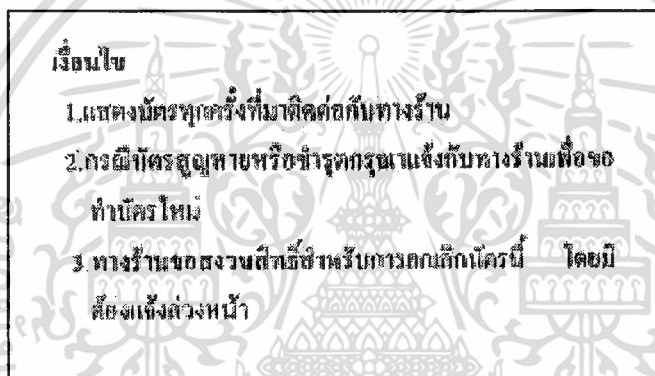 เงื่อนไข
1.แสดงบัตรทุกครั้งที่มาติดต่อกับทางร้าน
2.กรณีบัตรสูญหายหรือชำรุดกรุณาแจ้งกับทางร้านเพื่อขอ
ทำบัตรใหม่
3.ทางร้านขอสงวนสิทธิ์สำหรับการยกเลิกบัตรนี้ โดยมิ
ต้องแจ้งล่วงหน้า